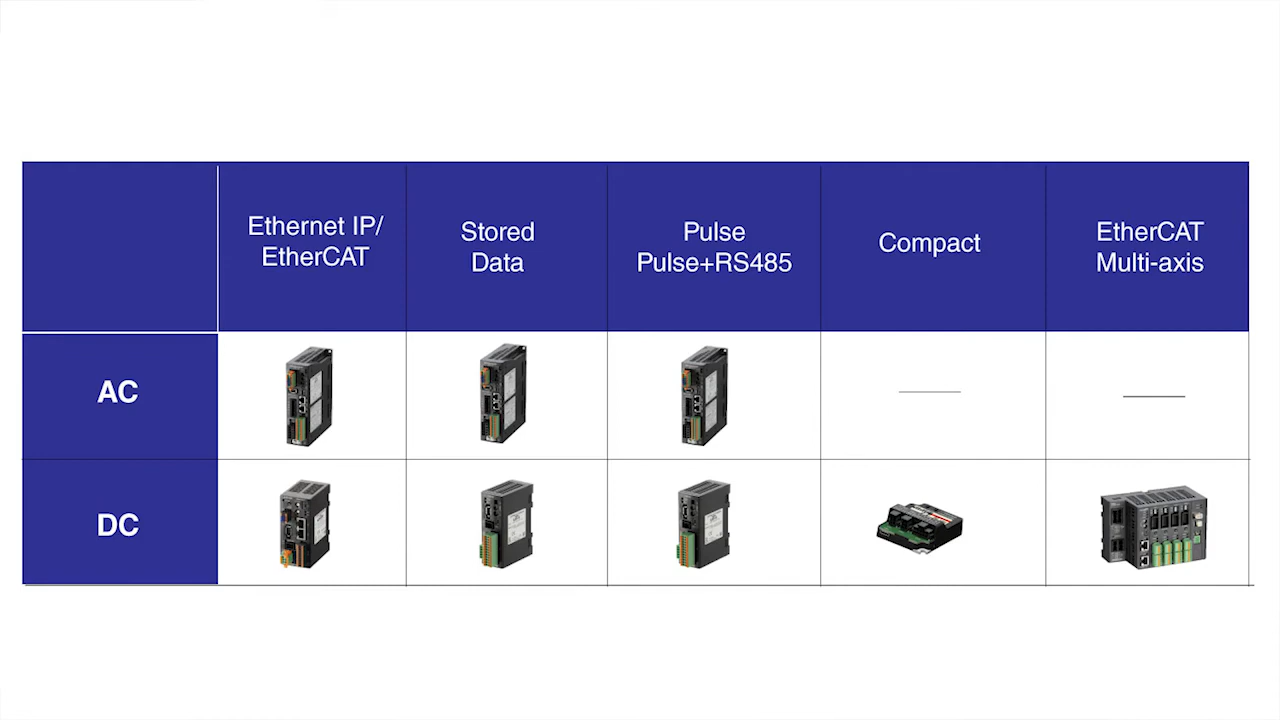 Ethernet IP/
EtherCAT
Stored
Data
Pulse
Pulse+RS485
Compact
EtherCAT
Multi-axis
AC
DC